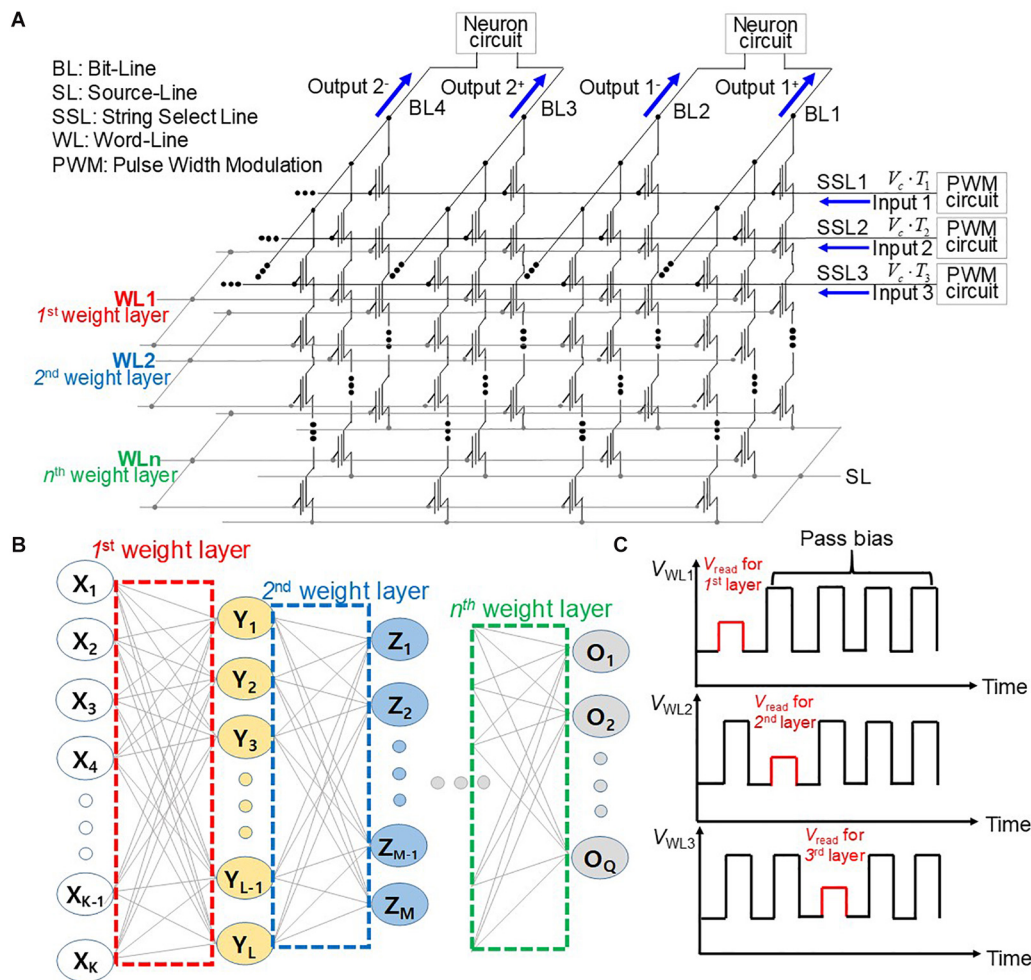 A
BL: Bit-Line
SL: Source-Line
SSL: String Select Line
WL: Word-Line
PWM: Pulse Width Modulation
Neuron circuit
Neuron circuit
Output 2-
Output 2+
Output 1-
Output 1+
BL4
BL3
BL2
BL1
SSL1
Vc · T1
Input 1
PWM circuit
SSL2
Vc · T2
Input 2
PWM circuit
SSL3
Vc · T3
Input 3
PWM circuit
WL1
1st weight layer
WL2
2nd weight layer
WLn
nth weight layer
SL
B
1st weight layer
2nd weight layer
nth weight layer
X1
X2
X3
X4
XK-1
XK
Y1
Y2
Y3
YL-1
YL
Z1
Z2
ZM-1
ZM
O1
O2
OQ
C
Pass bias
VWL1
Vread for
1st layer
Time
VWL2
Vread for
2nd layer
Time
VWL3
Vread for
3rd layer
Time